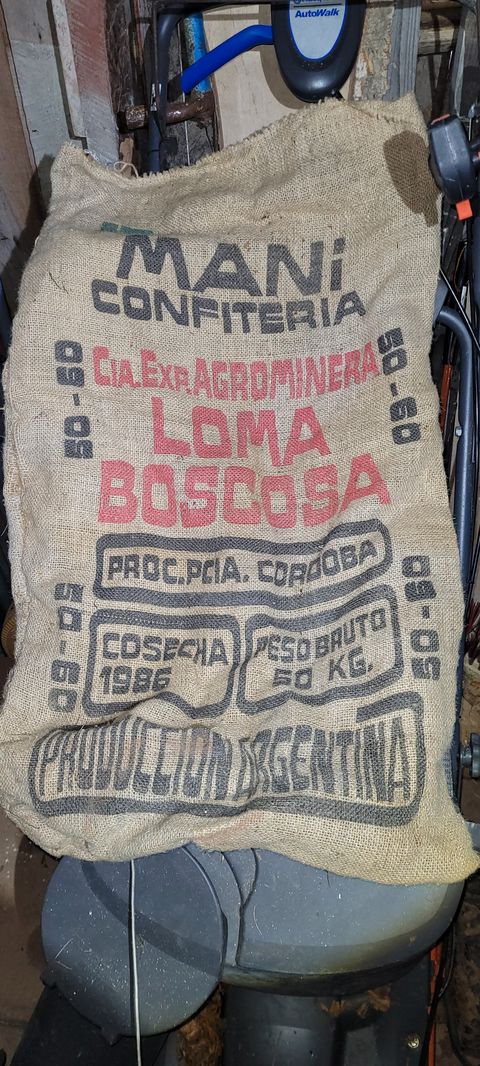 AutoWalk
MANi
CONFITERIA
50-60
CIA.EXP.AGROMINERA
50-60
LOMA
BOSCOSA
PROC.PCIA. CORDOBA
50-60
COSECHA
1986
PESO BRUTO
50 KG.
50-60
PRODUCCION ARGENTINA